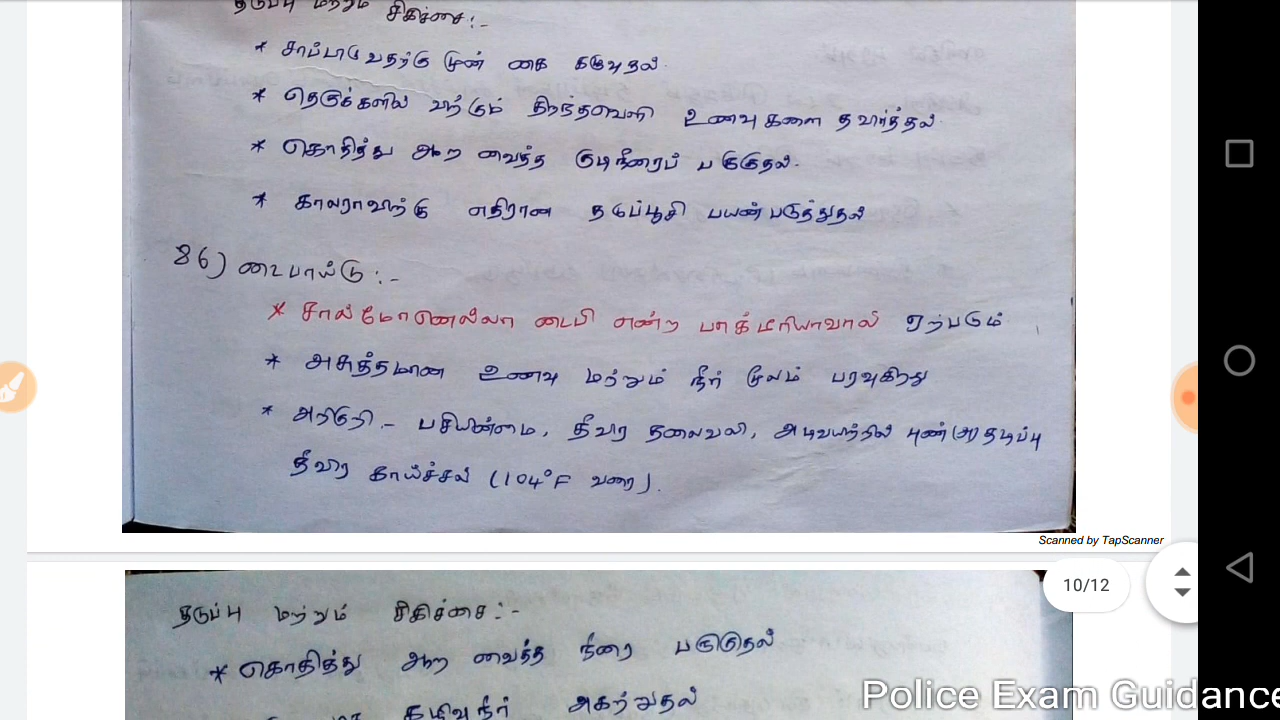 தடுப்பு மற்றும் சிகிச்சை:-
* சாப்பிடுவதற்கு முன் கை கழுவுதல்.
* தெருக்களில் விற்கும் திறந்தவெளி உணவுகளை தவிர்த்தல்.
* கொதித்து ஆற வைத்த குடிநீரைப் பருகுதல்.
* காலராவிற்கு எதிரான தடுப்பூசி பயன்படுத்துதல்
86) டைபாய்டு:-
* சால்மோனெல்லா டைபி என்ற பாக்டீரியாவால் ஏற்படும்
* அசுத்தமான உணவு மற்றும் நீர் மூலம் பரவுகிறது
* அறிகுறி - பசியின்மை, தீவிர தலைவலி, அடிவயிற்றில் புண் (அ) தடிப்பு
தீவிர காய்ச்சல் (104°F வரை).
Scanned by TapScanner
10/12
தடுப்பு மற்றும் சிகிச்சை:-
* கொதித்து ஆற வைத்த நீரை பருகுதல்
கழிவு நீர் அகற்றுதல்
Police Exam Guidance